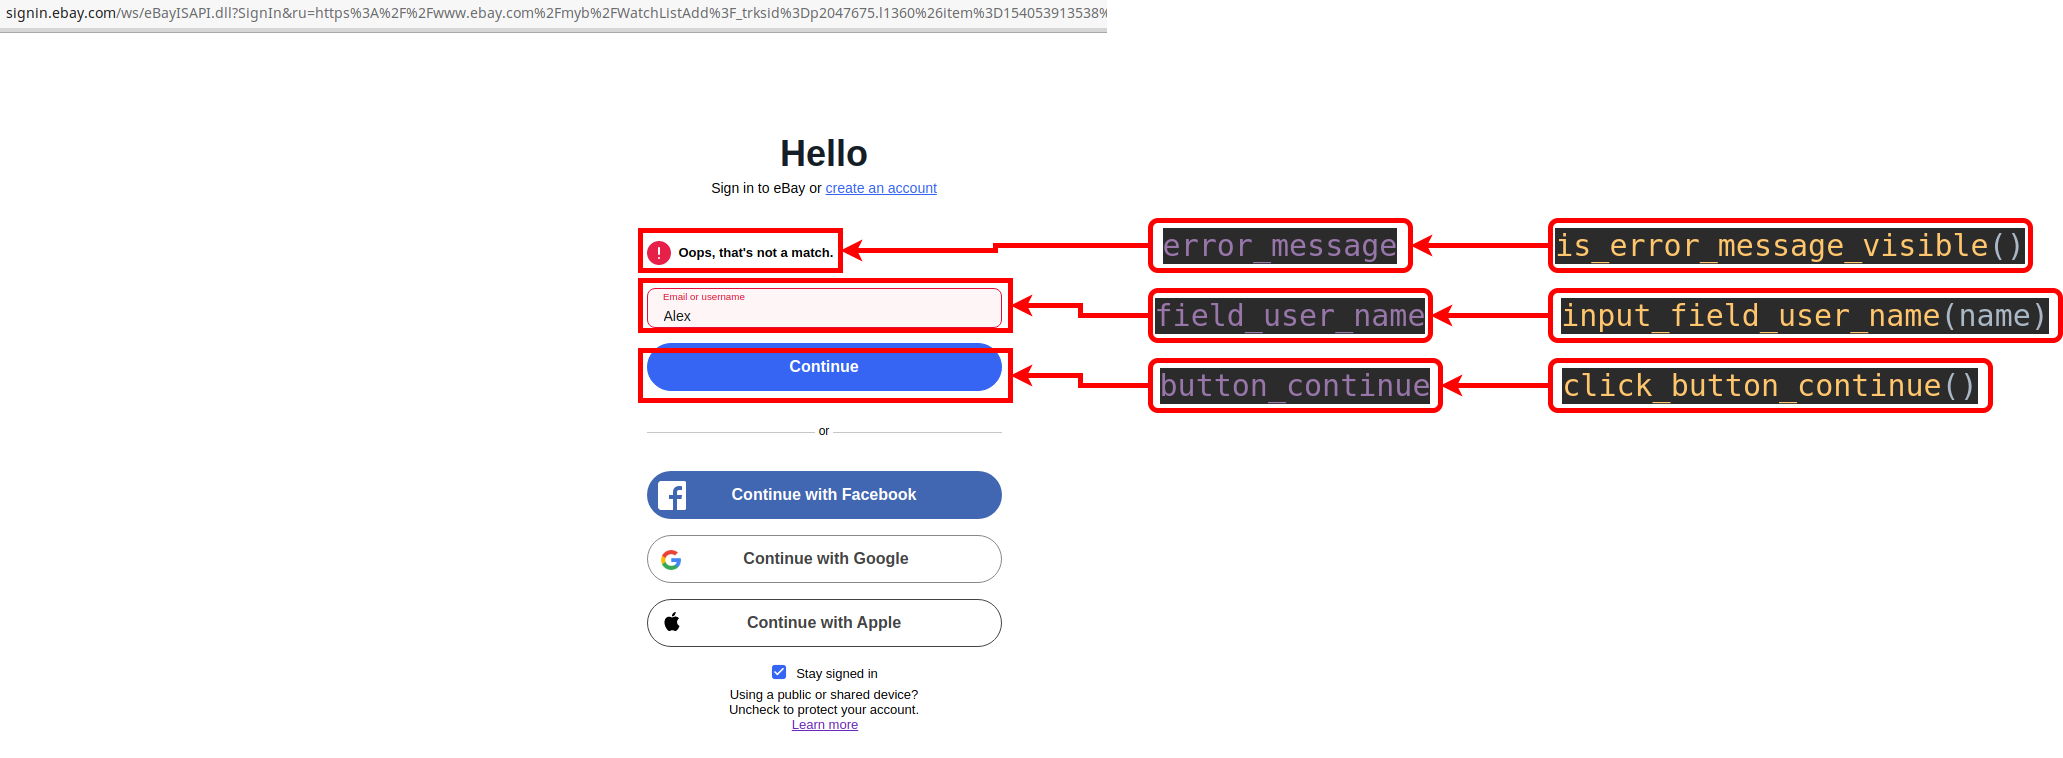 signin.ebay.com/ws/eBayISAPI.dll?SignIn&ru=https%3A%2F%2Fwww.ebay.com%2Fmyb%2FWatchListAdd%3F_trksid%3Dp2047675.l1360%26item%3D154053913538%
Hello
Sign in to eBay or create an account
Oops, that's not a match.
error_message
is_error_message_visible()
Email or username
Alex
field_user_name
input_field_user_name(name)
Continue
button_continue
click_button_continue()
or
Continue with Facebook
Continue with Google
Continue with Apple
Stay signed in
Using a public or shared device?
Uncheck to protect your account.
Learn more